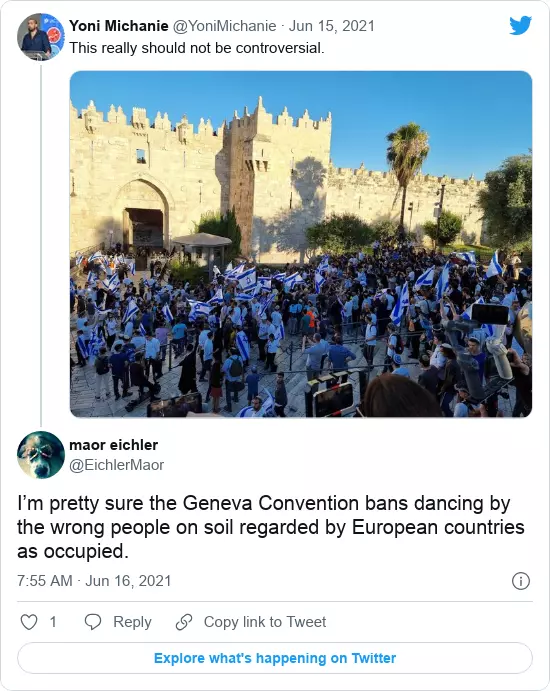 Yoni Michanie @YoniMichanie · Jun 15, 2021
This really should not be controversial.
maor eichler
@EichlerMaor
I’m pretty sure the Geneva Convention bans dancing by
the wrong people on soil regarded by European countries
as occupied.
7:55 AM · Jun 16, 2021
1 Reply Copy link to Tweet
Explore what's happening on Twitter